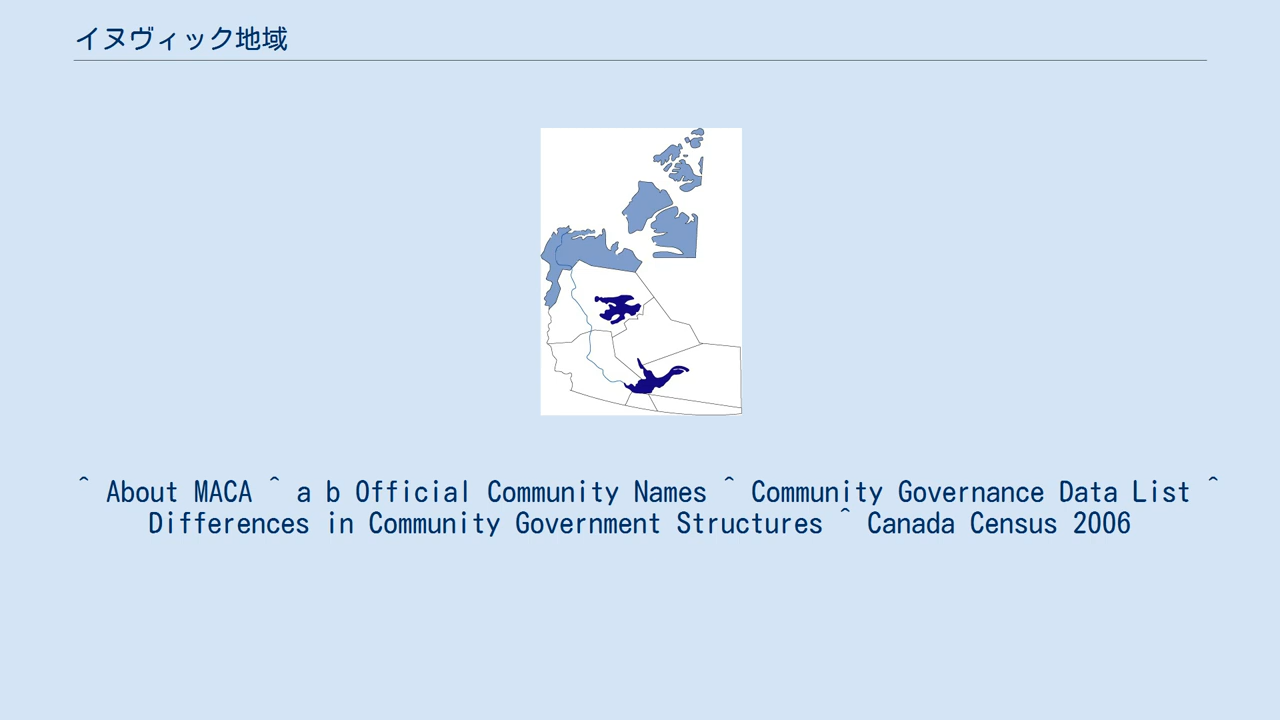 イヌヴィック地域
^ About MACA ^ a b Official Community Names ^ Community Governance Data List ^
Differences in Community Government Structures ^ Canada Census 2006